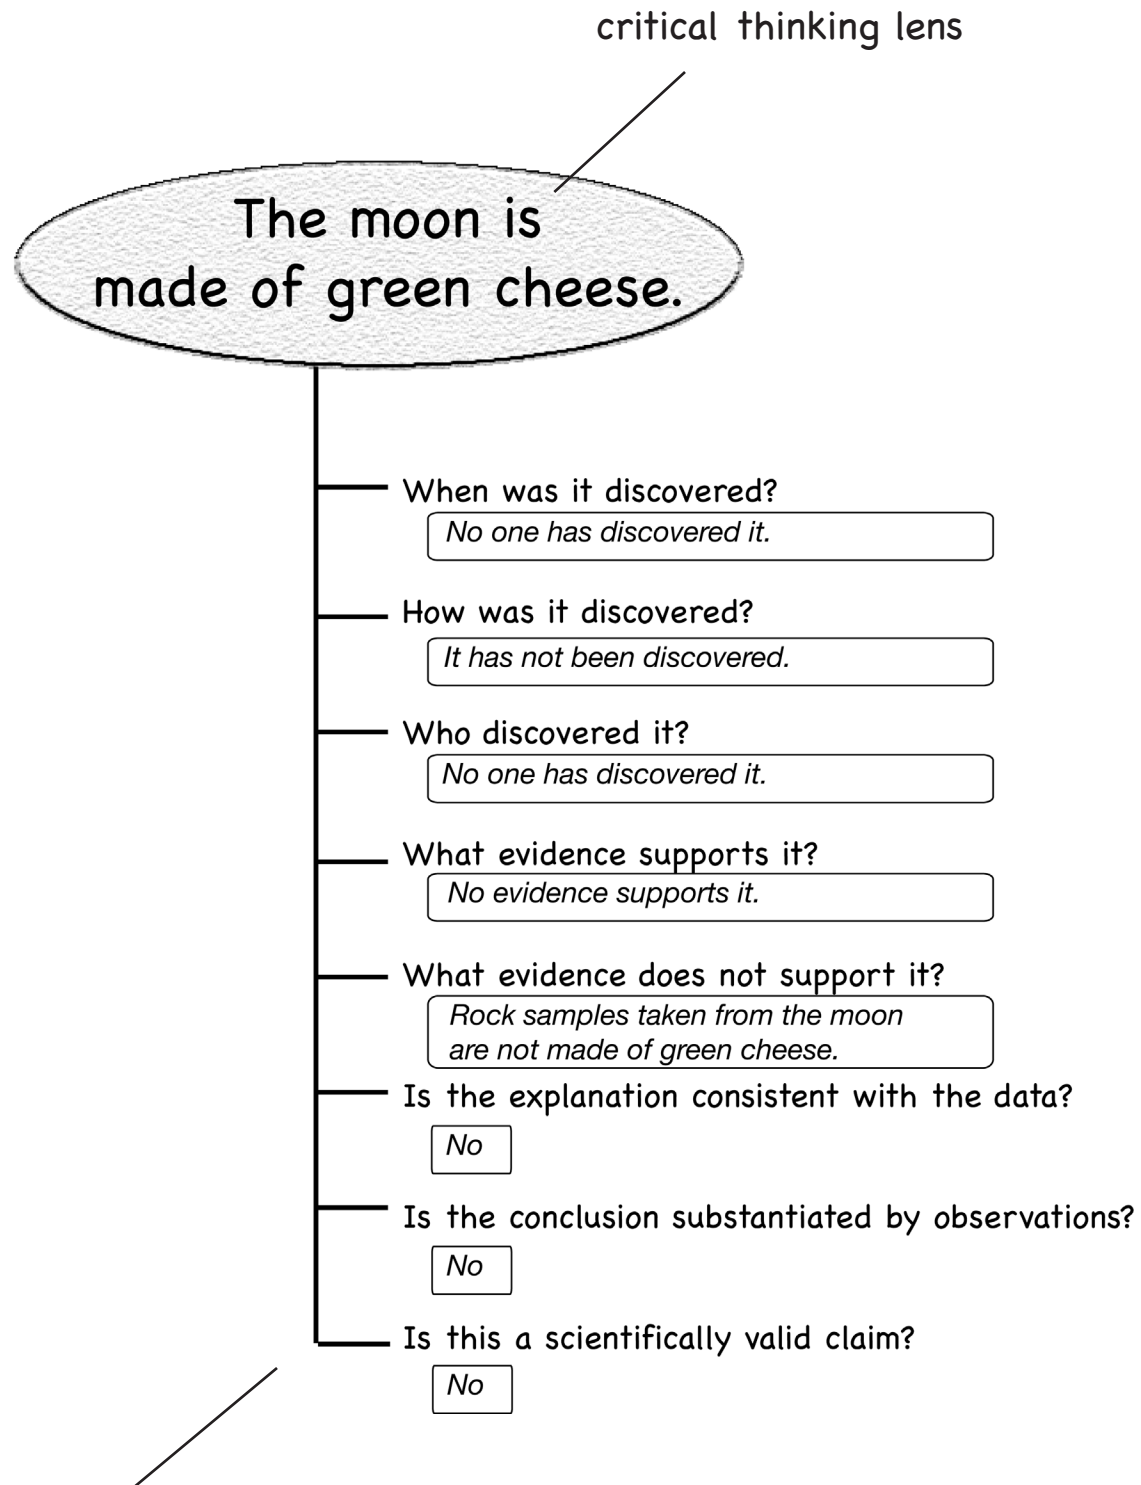 critical thinking lens
The moon is
made of green cheese.
When was it discovered?
No one has discovered it.
How was it discovered?
It has not been discovered.
Who discovered it?
No one has discovered it.
What evidence supports it?
No evidence supports it.
What evidence does not support it?
Rock samples taken from the moon
are not made of green cheese.
Is the explanation consistent with the data?
No
Is the conclusion substantiated by observations?
No
Is this a scientifically valid claim?
No